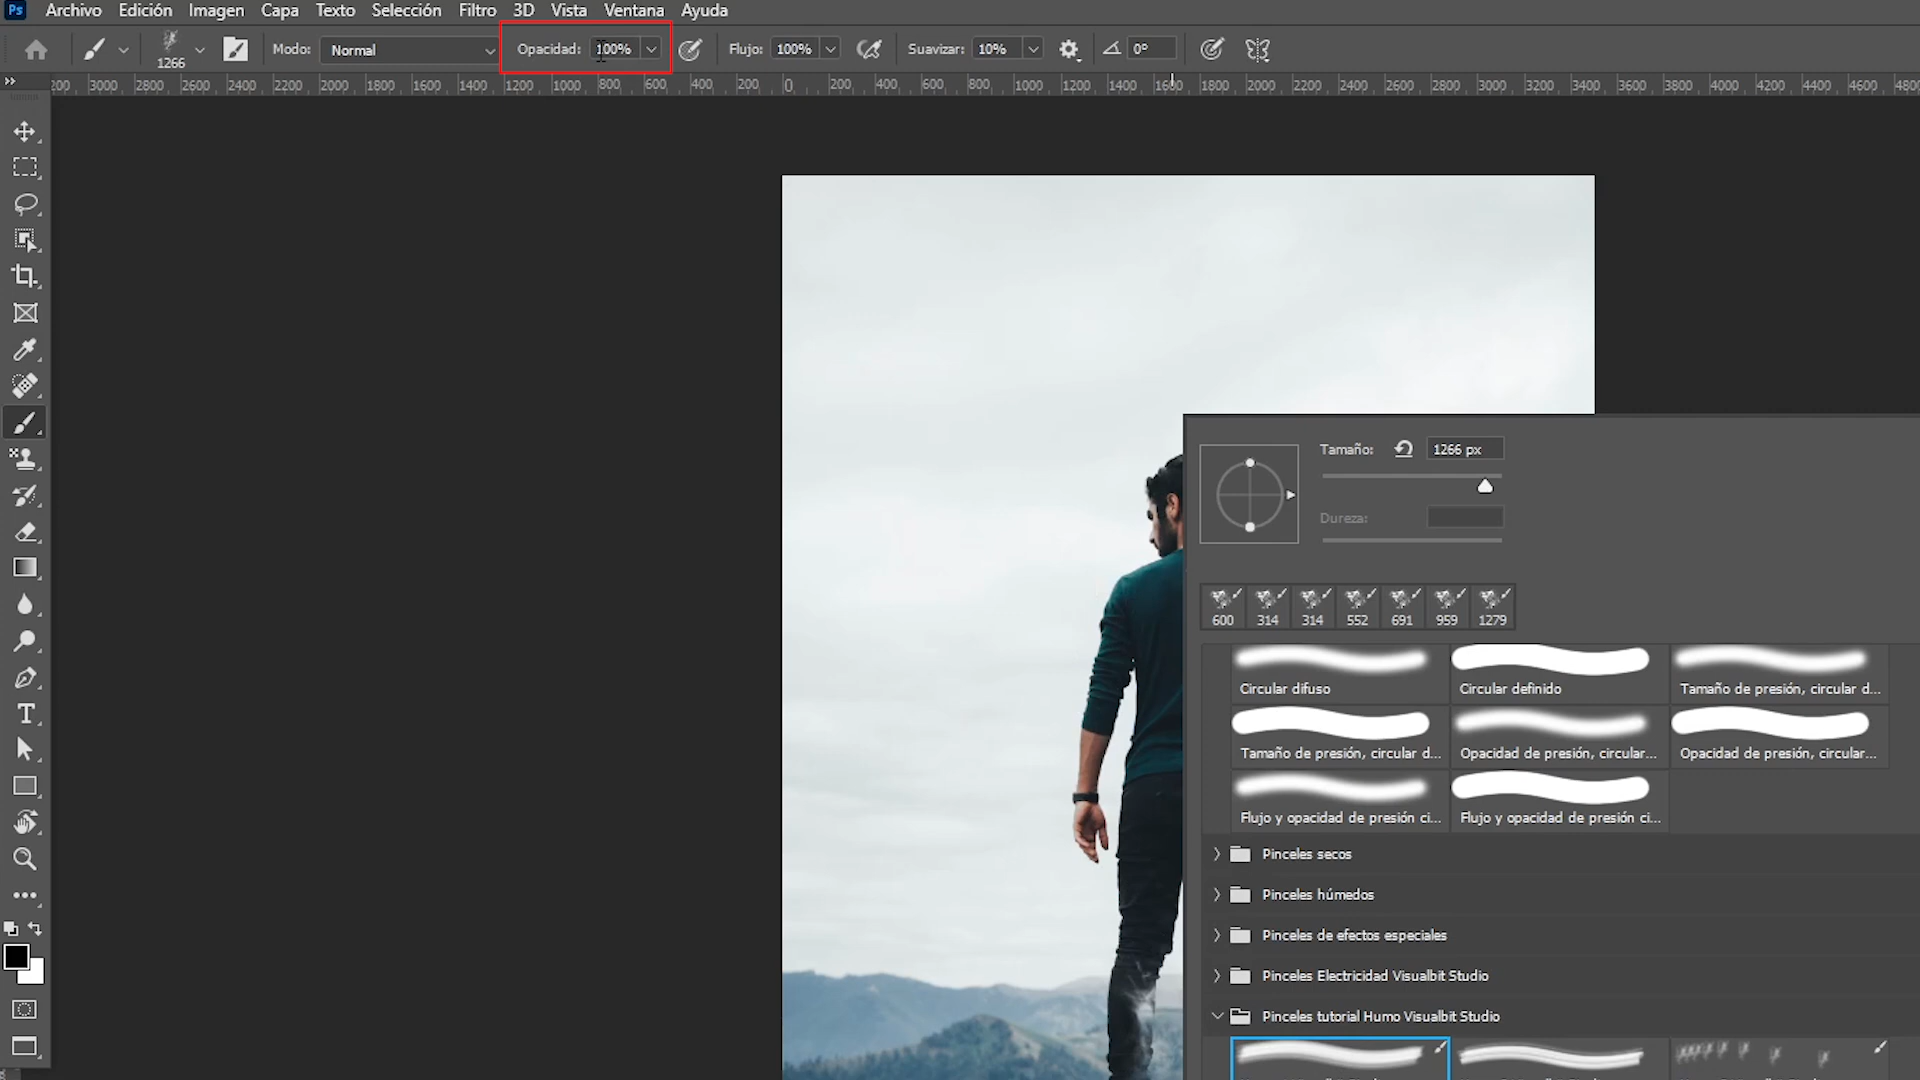 Ps Archivo Edición Imagen Capa Texto Selección Filtro 3D Vista Ventana Ayuda
1266 Modo: Normal Opacidad: 100% Flujo: 100% Suavizar: 10% 0°
200 3000 2800 2600 2400 2200 2000 1800 1600 1400 1200 1000 800 600 400 200 0 200 400 600 800 1000 1200 1400 1600 1800 2000 2200 2400 2600 2800 3000 3200 3400 3600 3800 4000 4200 4400 4600 4800
Tamaño: 1266 px
Dureza:
600 314 314 552 691 959 1279
Circular difuso Circular definido Tamaño de presión, circular d...
Tamaño de presión, circular d... Opacidad de presión, circular... Opacidad de presión, circular...
Flujo y opacidad de presión ci... Flujo y opacidad de presión ci...
Pinceles secos
Pinceles húmedos
Pinceles de efectos especiales
Pinceles Electricidad Visualbit Studio
Pinceles tutorial Humo Visualbit Studio